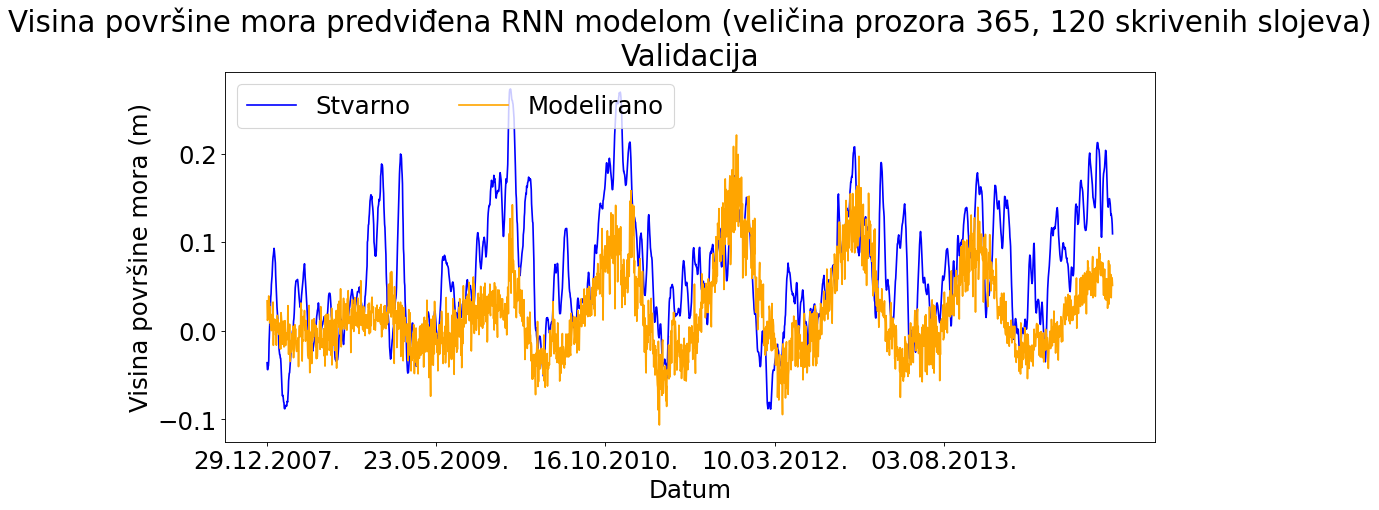 Visina površine mora predviđena RNN modelom (veličina prozora 365, 120 skrivenih slojeva)
Validacija
Stvarno
Modelirano
Visina površine mora (m)
0.2
0.1
0.0
−0.1
29.12.2007.
23.05.2009.
16.10.2010.
10.03.2012.
03.08.2013.
Datum